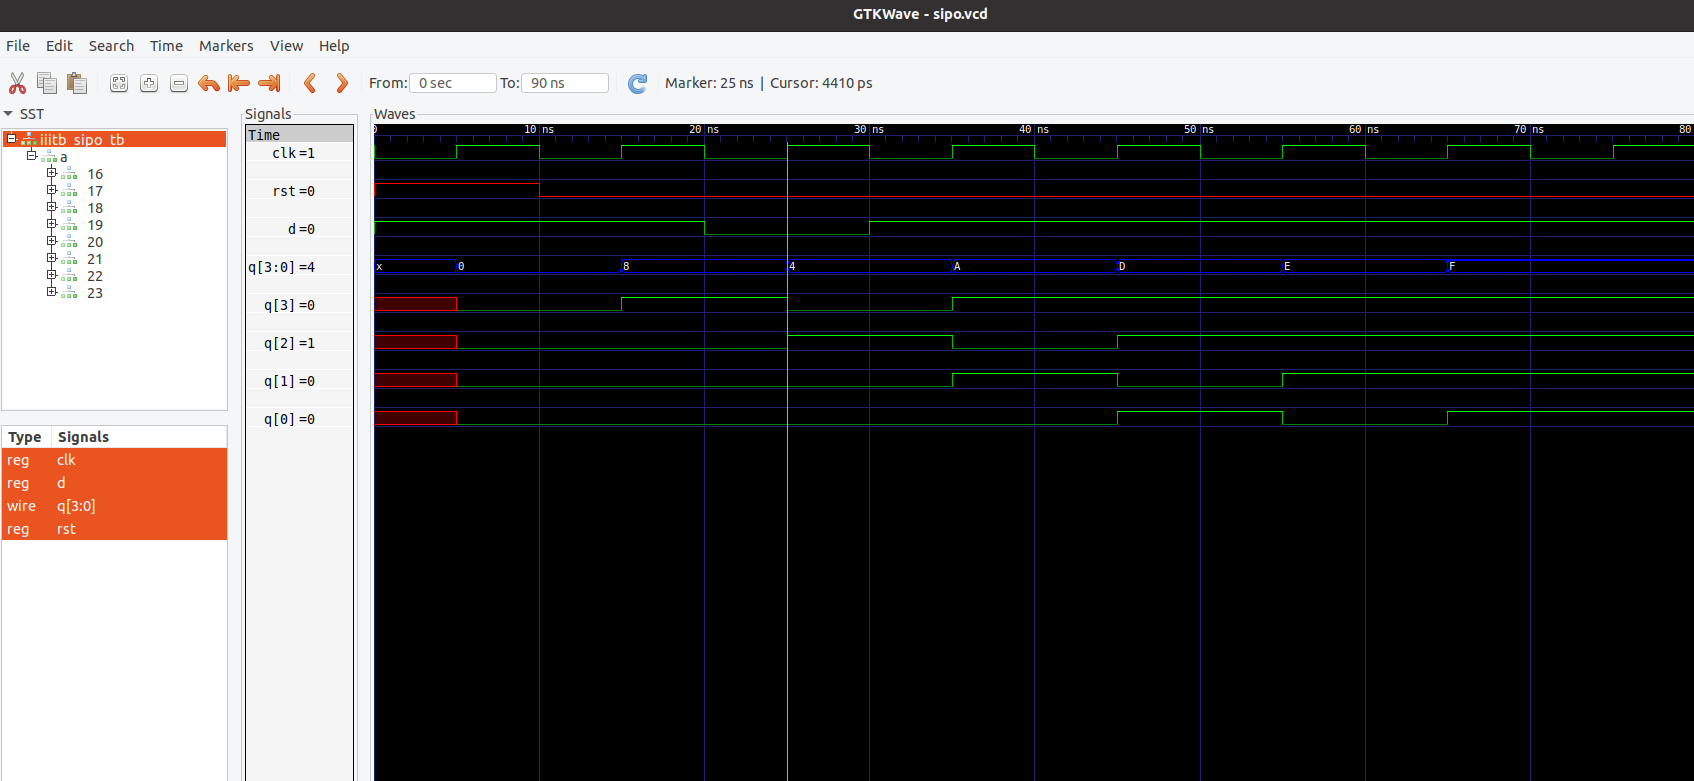 GTKWave - sipo.vcd
File Edit Search Time Markers View Help
From: 0 sec To: 90 ns Marker: 25 ns | Cursor: 4410 ps
SST
iiitb_sipo_tb
a
16
17
18
19
20
21
22
23
Type Signals
reg clk
reg d
wire q[3:0]
reg rst
Signals
Time
clk=1
rst=0
d=0
q[3:0]=4
q[3]=0
q[2]=1
q[1]=0
q[0]=0
Waves
0 10 ns 20 ns 30 ns 40 ns 50 ns 60 ns 70 ns 80
x 0 8 4 A D E F